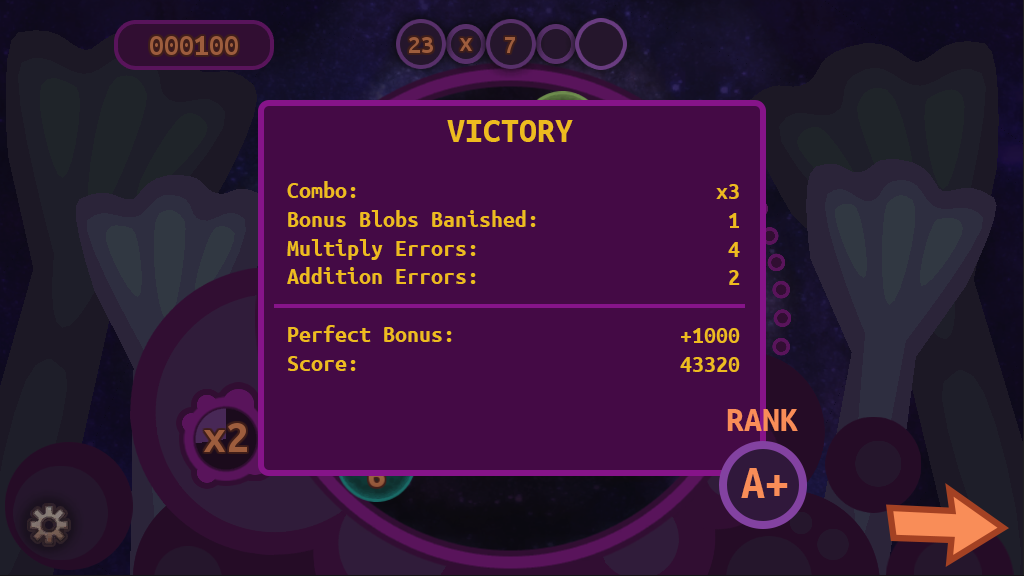 000100
23 x 7
VICTORY
Combo: x3
Bonus Blobs Banished: 1
Multiply Errors: 4
Addition Errors: 2
Perfect Bonus: +1000
Score: 43320
RANK
A+
x2
6